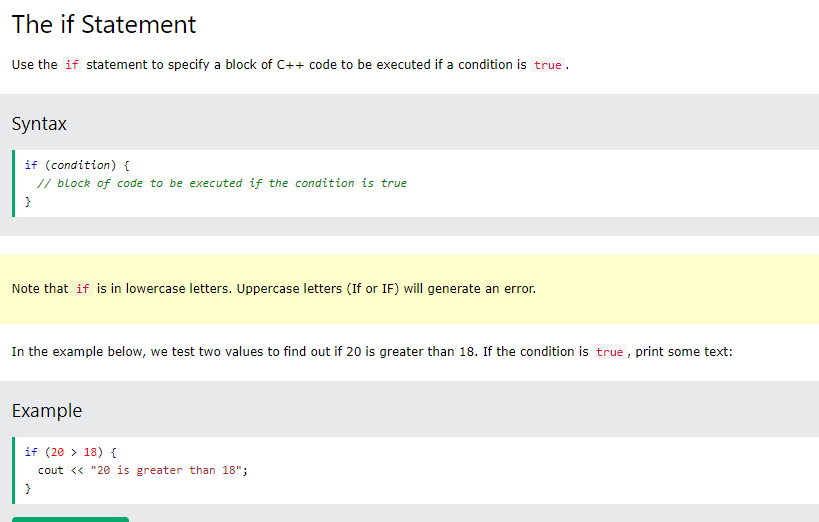 The if Statement
Use the if statement to specify a block of C++ code to be executed if a condition is true.
Syntax
if (condition) {
  // block of code to be executed if the condition is true
}
Note that if is in lowercase letters. Uppercase letters (If or IF) will generate an error.
In the example below, we test two values to find out if 20 is greater than 18. If the condition is true, print some text:
Example
if (20 > 18) {
  cout << "20 is greater than 18";
}